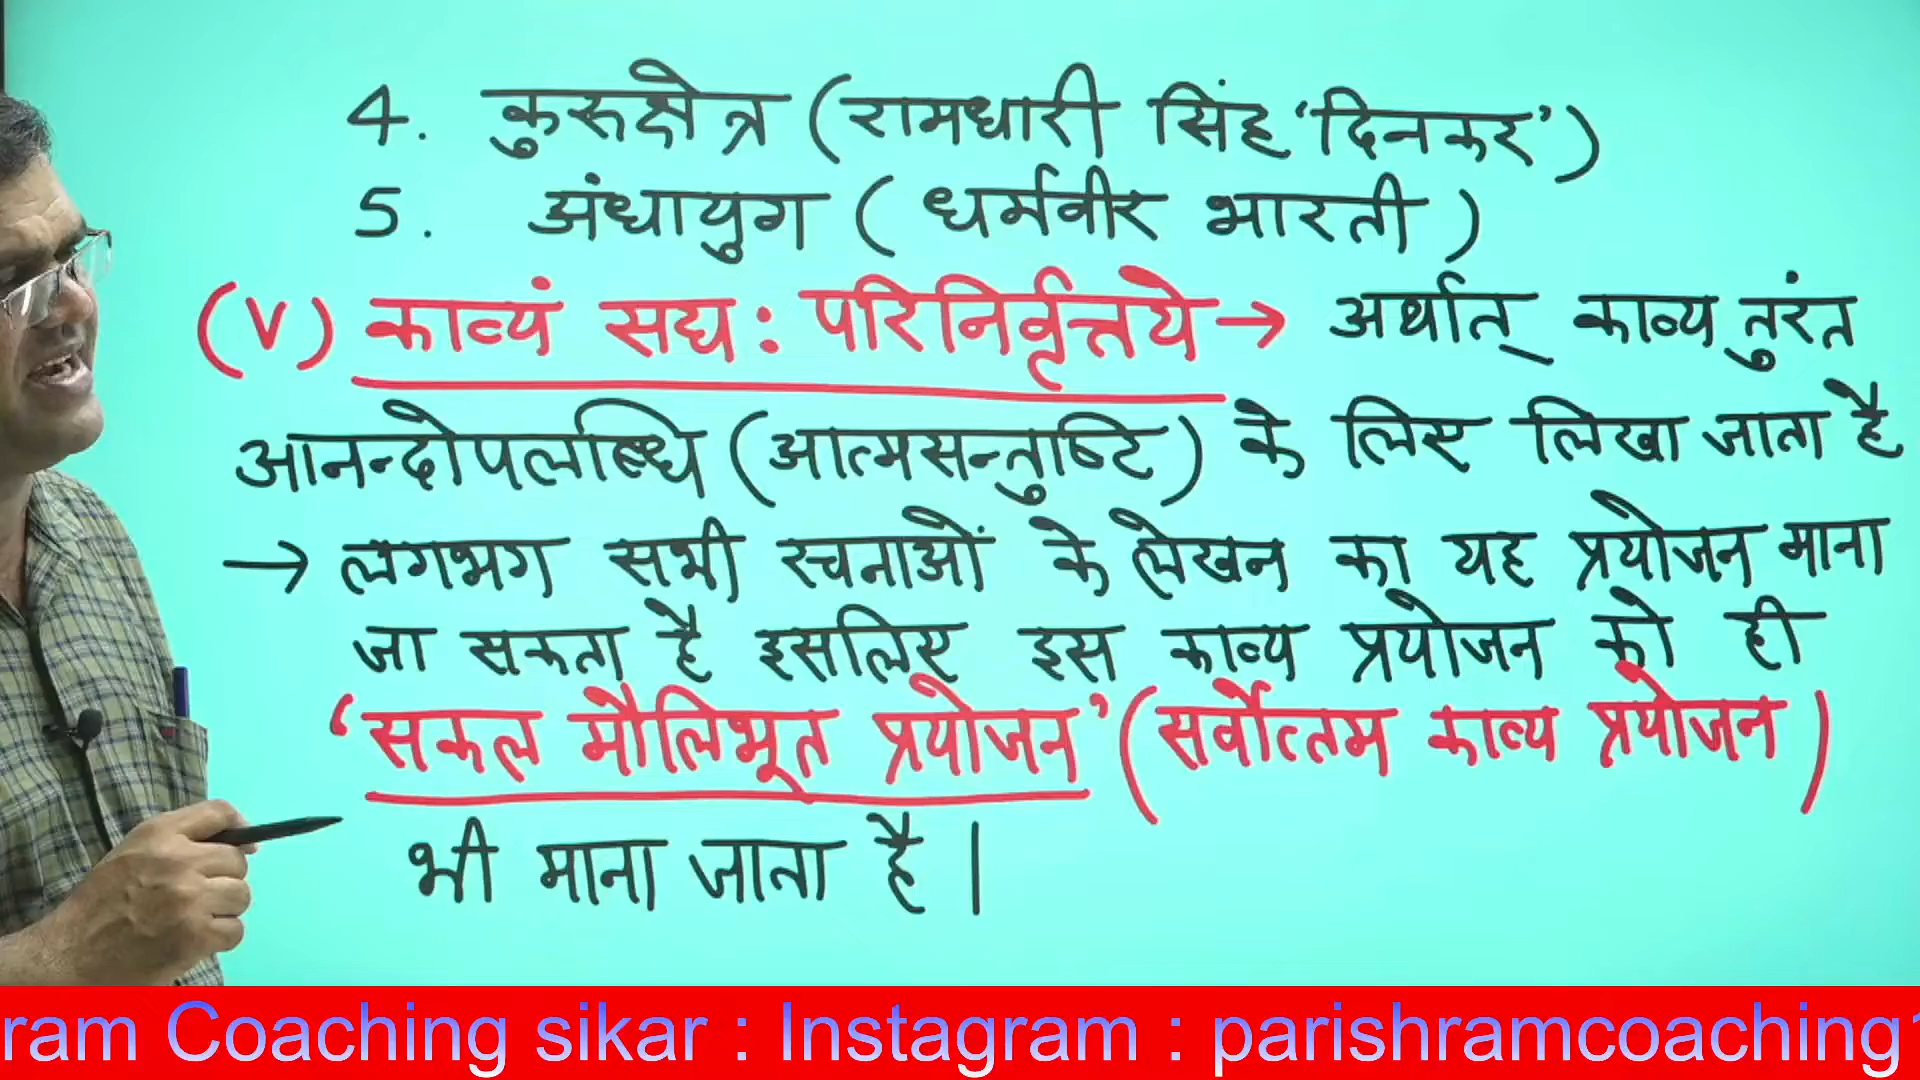 4. कुरुक्षेत्र (रामधारी सिंह 'दिनकर')
5. अंधायुग (धर्मवीर भारती)
(v) काव्यं सद्य: परिनिर्वृत्तये → अर्थात् काव्य तुरंत
आनन्दोपलब्धि (आत्मसन्तुष्टि) के लिए लिखा जाता है
→ लगभग सभी रचनाओं के लेखन का यह प्रयोजन माना
जा सकता है इसलिए इस काव्य प्रयोजन को ही
'सकल मौलिभूत प्रयोजन' (सर्वोत्तम काव्य प्रयोजन)
भी माना जाता है |
ram Coaching sikar : Instagram : parishramcoaching1